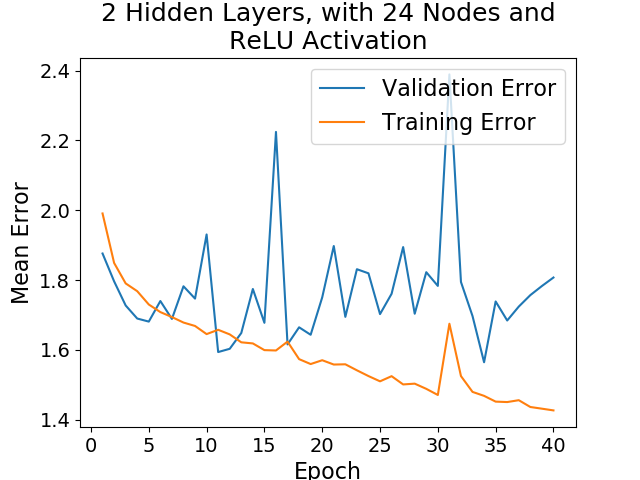 2 Hidden Layers, with 24 Nodes and
ReLU Activation
Validation Error
Training Error
Mean Error
2.4
2.2
2.0
1.8
1.6
1.4
0 5 10 15 20 25 30 35 40
Epoch